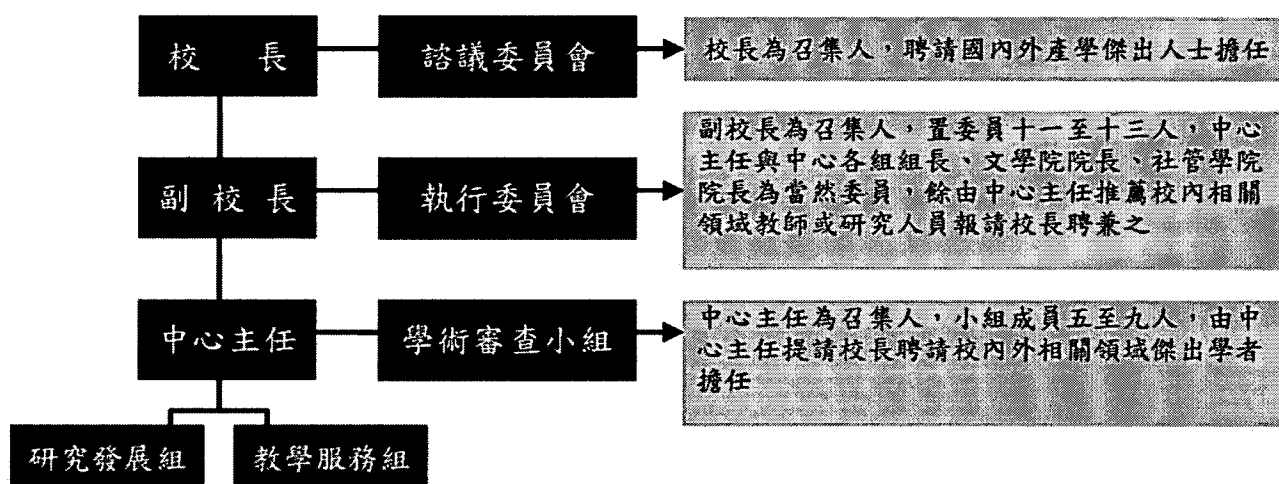 校 長
諮議委員會
校長為召集人，聘請國內外產學傑出人士擔任
副 校 長
執行委員會
副校長為召集人，置委員十一至十三人，中心
主任與中心各組組長、文學院院長、社管學院
院長為當然委員，餘由中心主任推薦校內相關
領域教師或研究人員報請校長聘兼之
中心主任
學術審查小組
中心主任為召集人，小組成員五至九人，由中
心主任提請校長聘請校內外相關領域傑出學者
擔任
研究發展組
教學服務組